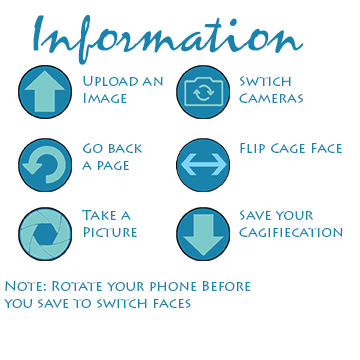 Information
Upload an
Image
Swtich
Cameras
Go back
a page
Flip Cage Face
Take a
Picture
Save your
Cagifiecation
Note: Rotate your phone Before
you save to switch faces